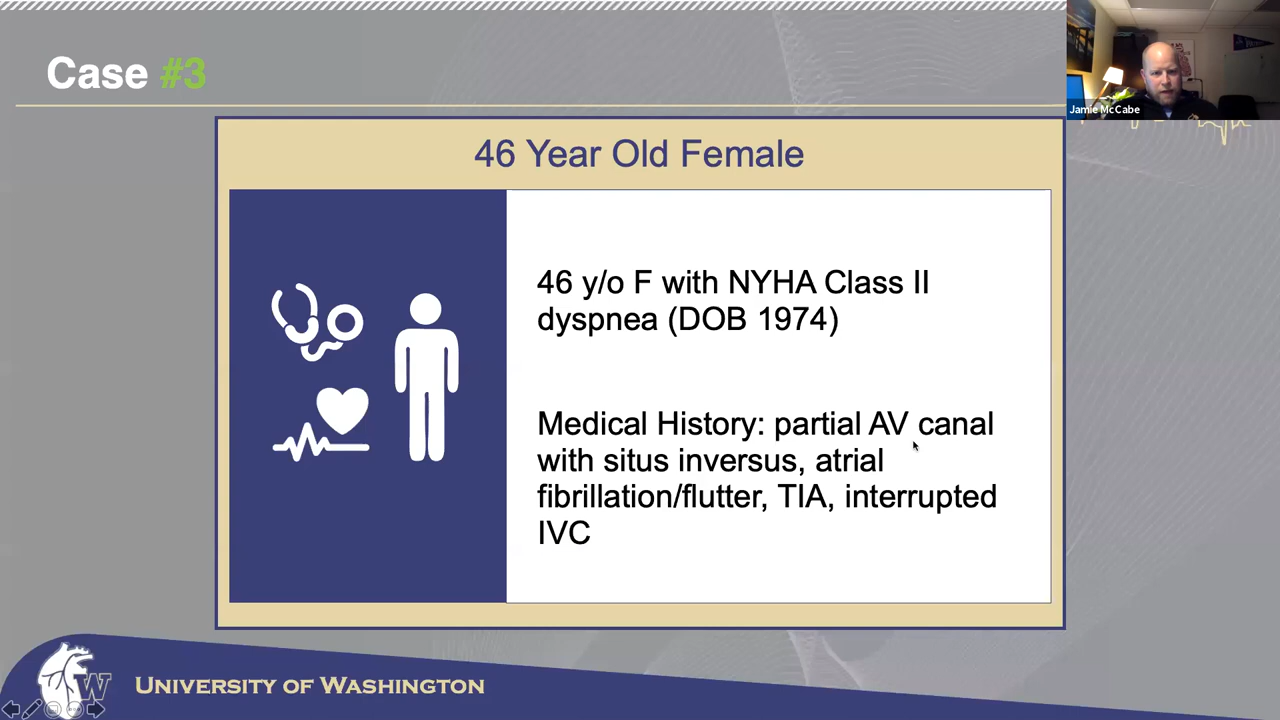 Case #3
Jamie McCabe
46 Year Old Female
46 y/o F with NYHA Class II
dyspnea (DOB 1974)
Medical History: partial AV canal
with situs inversus, atrial
fibrillation/flutter, TIA, interrupted
IVC
W
UNIVERSITY OF WASHINGTON